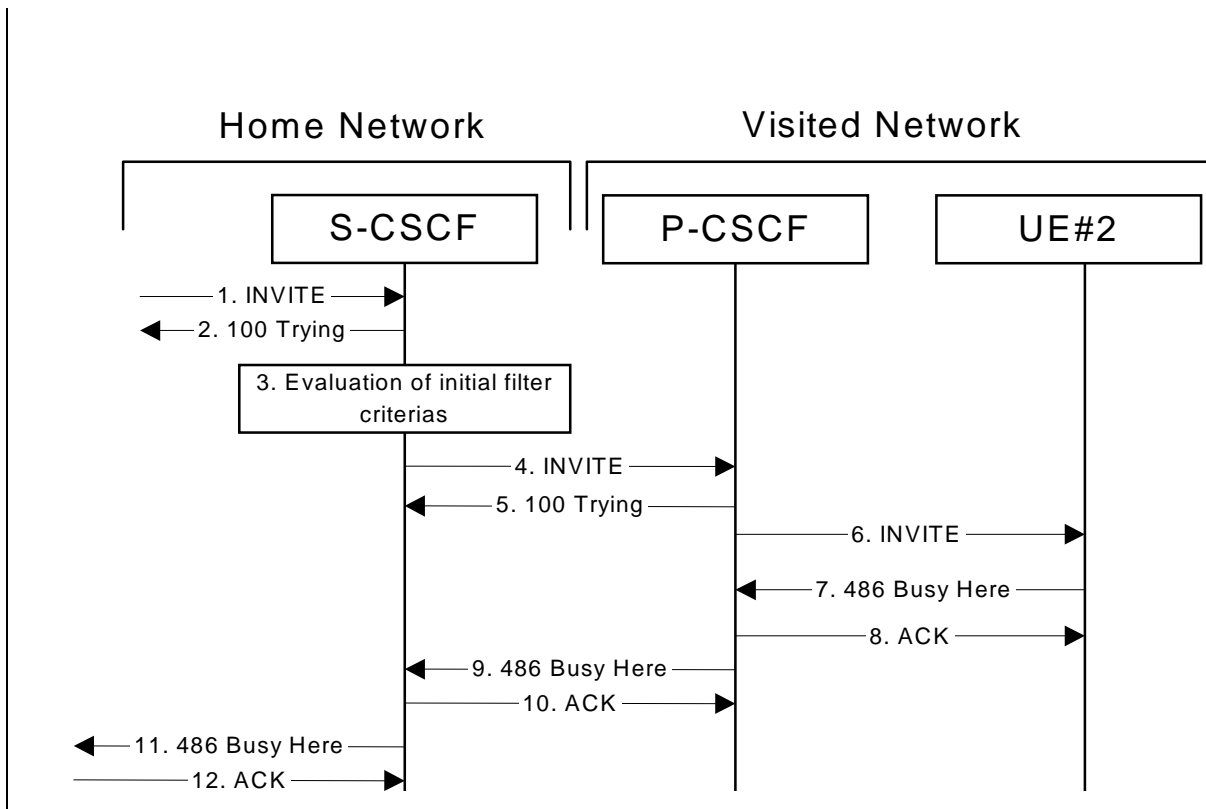 Home Network
Visited Network
S-CSCF
P-CSCF
UE#2
1. INVITE
2. 100 Trying
3. Evaluation of initial filter
criterias
4. INVITE
5. 100 Trying
6. INVITE
7. 486 Busy Here
8. ACK
9. 486 Busy Here
10. ACK
11. 486 Busy Here
12. ACK